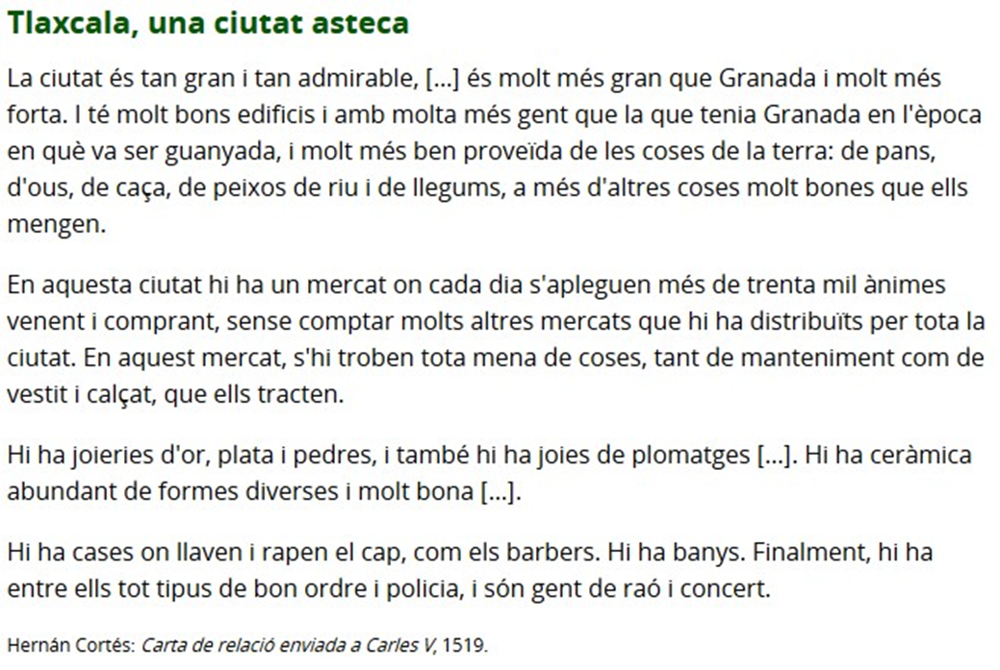 Tlaxcala, una ciutat asteca
La ciutat és tan gran i tan admirable, [...] és molt més gran que Granada i molt més
forta. I té molt bons edificis i amb molta més gent que la que tenia Granada en l'època
en què va ser guanyada, i molt més ben proveïda de les coses de la terra: de pans,
d'ous, de caça, de peixos de riu i de llegums, a més d'altres coses molt bones que ells
mengen.
En aquesta ciutat hi ha un mercat on cada dia s'apleguen més de trenta mil ànimes
venent i comprant, sense comptar molts altres mercats que hi ha distribuïts per tota la
ciutat. En aquest mercat, s'hi troben tota mena de coses, tant de manteniment com de
vestit i calçat, que ells tracten.
Hi ha joieries d'or, plata i pedres, i també hi ha joies de plomatges [...]. Hi ha ceràmica
abundant de formes diverses i molt bona [...].
Hi ha cases on llaven i rapen el cap, com els barbers. Hi ha banys. Finalment, hi ha
entre ells tot tipus de bon ordre i policia, i són gent de raó i concert.
Hernán Cortés: Carta de relació enviada a Carles V, 1519.